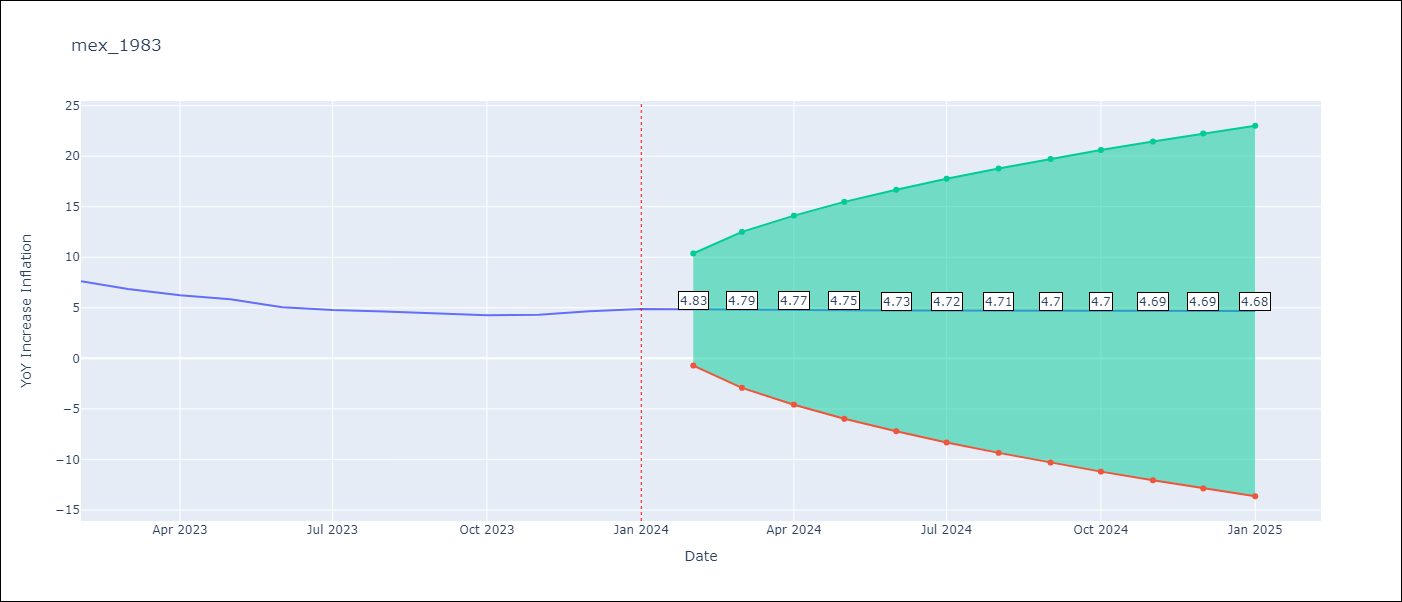 mex_1983
YoY Increase Inflation
25
20
15
10
5
0
−5
−10
−15
4.83 4.79 4.77 4.75 4.73 4.72 4.71 4.7 4.7 4.69 4.69 4.68
Apr 2023 Jul 2023 Oct 2023 Jan 2024 Apr 2024 Jul 2024 Oct 2024 Jan 2025
Date